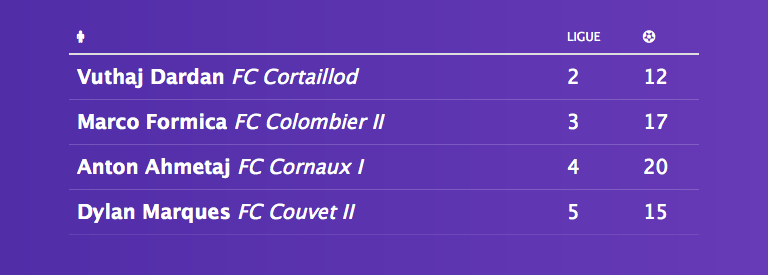 LIGUE
Vuthaj Dardan FC Cortaillod 2 12
Marco Formica FC Colombier II 3 17
Anton Ahmetaj FC Cornaux I 4 20
Dylan Marques FC Couvet II 5 15